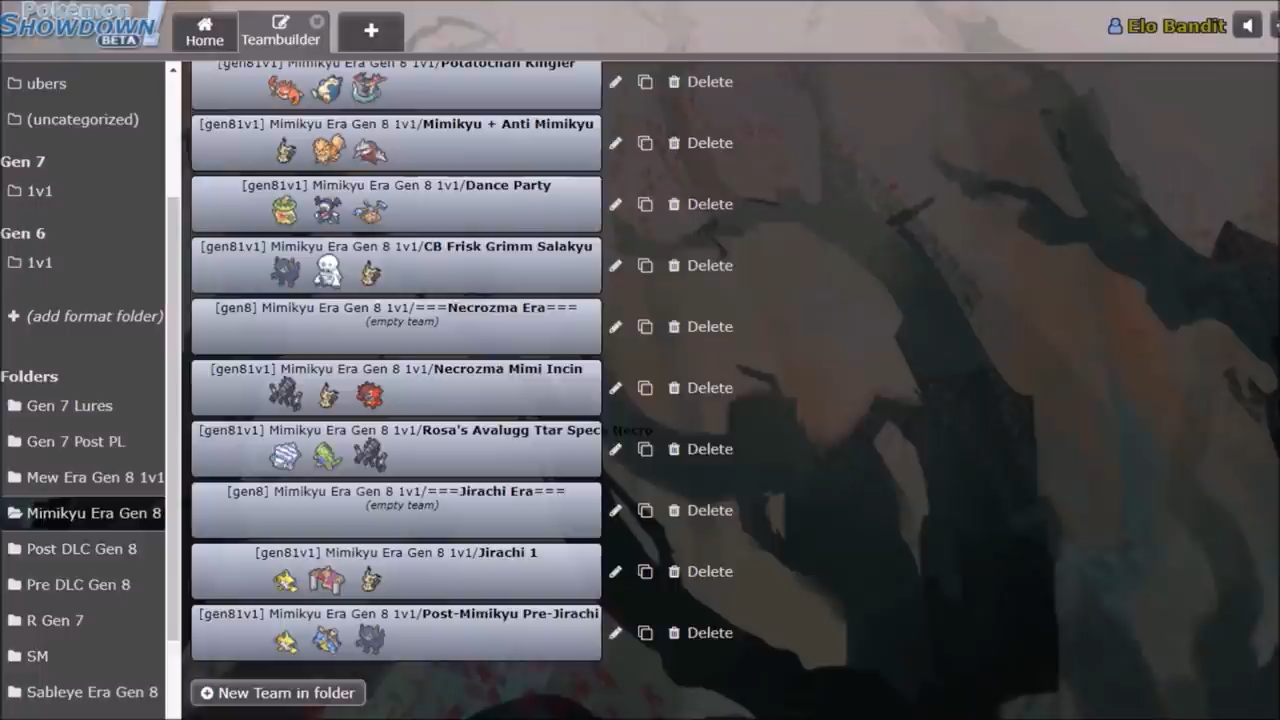 Pokémon
SHOWDOWN!
BETA
Home
Teambuilder
Elo Bandit
ubers
(uncategorized)
Gen 7
1v1
Gen 6
1v1
(add format folder)
Folders
Gen 7 Lures
Gen 7 Post PL
Mew Era Gen 8 1v1
Mimikyu Era Gen 8
Post DLC Gen 8
Pre DLC Gen 8
R Gen 7
SM
Sableye Era Gen 8
[gen81v1] Mimikyu Era Gen 8 1v1/Potatochan Kingler
Delete
[gen81v1] Mimikyu Era Gen 8 1v1/Mimikyu + Anti Mimikyu
Delete
[gen81v1] Mimikyu Era Gen 8 1v1/Dance Party
Delete
[gen81v1] Mimikyu Era Gen 8 1v1/CB Frisk Grimm Salakyu
Delete
[gen8] Mimikyu Era Gen 8 1v1/===Necrozma Era===
(empty team)
Delete
[gen81v1] Mimikyu Era Gen 8 1v1/Necrozma Mimi Incin
Delete
[gen81v1] Mimikyu Era Gen 8 1v1/Rosa's Avalugg Ttar Specs Necro
Delete
[gen8] Mimikyu Era Gen 8 1v1/===Jirachi Era===
(empty team)
Delete
[gen81v1] Mimikyu Era Gen 8 1v1/Jirachi 1
Delete
[gen81v1] Mimikyu Era Gen 8 1v1/Post-Mimikyu Pre-Jirachi
Delete
New Team in folder